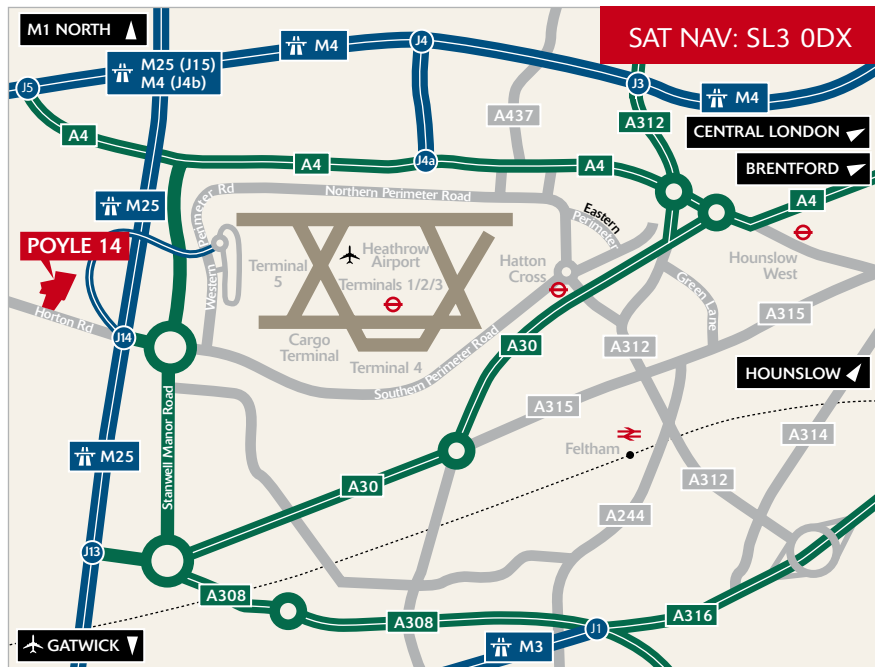 M1 NORTH
SAT NAV: SL3 0DX
M25 (J15)
M4 (J4b)
M4
J4
J5
J3
M4
A437
A312
CENTRAL LONDON
A4
A4
J4a
A4
BRENTFORD
A4
M25
Perimeter Rd
Western
Northern Perimeter Road
Eastern
Perimeter
POYLE 14
Heathrow
Airport
Terminal
5
Terminals 1/2/3
Hatton
Cross
Hounslow
West
Green Lane
Horton Rd
J14
Cargo
Terminal
Terminal 4
Southern Perimeter Road
A30
A312
A315
HOUNSLOW
Stanwell Manor Road
A315
M25
Feltham
A314
A30
A312
A244
J13
A308
A308
J1
A316
GATWICK
M3